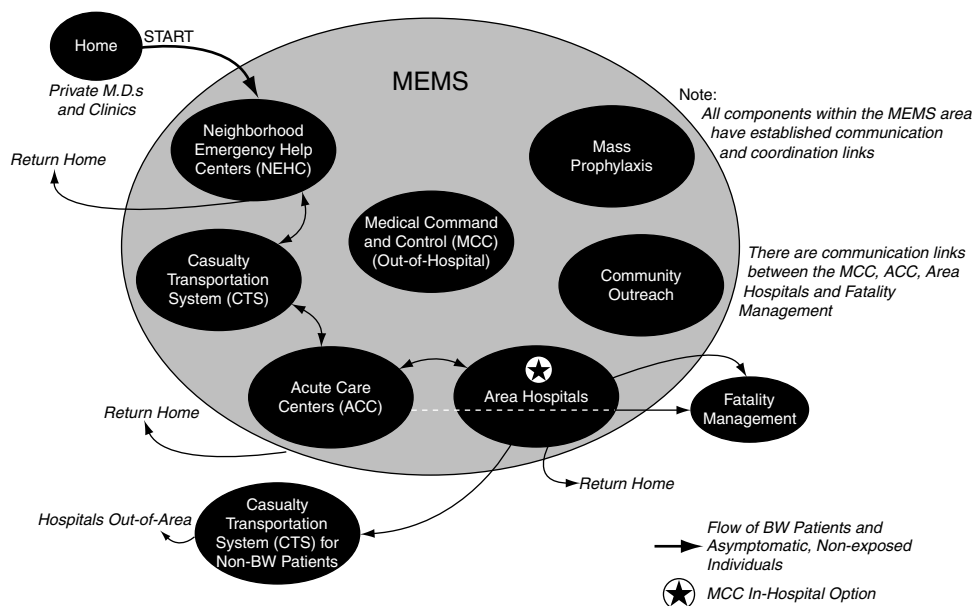 Home
START
Private M.D.s
and Clinics
MEMS
Note:
All components within the MEMS area
have established communication
and coordination links
Neighborhood
Emergency Help
Centers (NEHC)
Mass
Prophylaxis
Return Home
Medical Command
and Control (MCC)
(Out-of-Hospital)
Casualty
Transportation
System (CTS)
Community
Outreach
There are communication links
between the MCC, ACC, Area
Hospitals and Fatality
Management
Acute Care
Centers (ACC)
Area Hospitals
Fatality
Management
Return Home
Return Home
Hospitals Out-of-Area
Casualty
Transportation
System (CTS) for
Non-BW Patients
Flow of BW Patients and
Asymptomatic, Non-exposed
Individuals
MCC In-Hospital Option